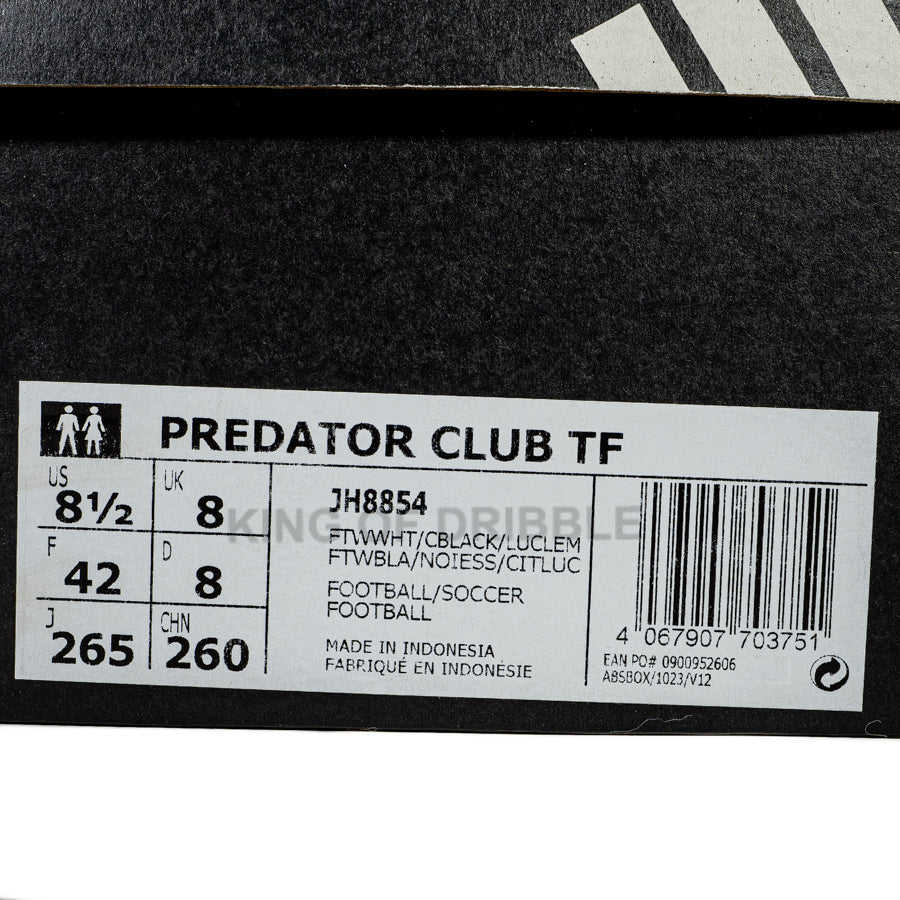 PREDATOR CLUB TF
US
8½
UK
8
F
42
D
8
J
265
CHN
260
JH8854
KING OF DRIBBLE
FTWWHT/CBLACK/LUCLEM
FTWBLA/NOIESS/CITLUC
FOOTBALL/SOCCER
FOOTBALL
MADE IN INDONESIA
FABRIQUÉ EN INDONÉSIE
4 067907 703751
EAN PO# 0900952606
ABSBOX/1023/V12